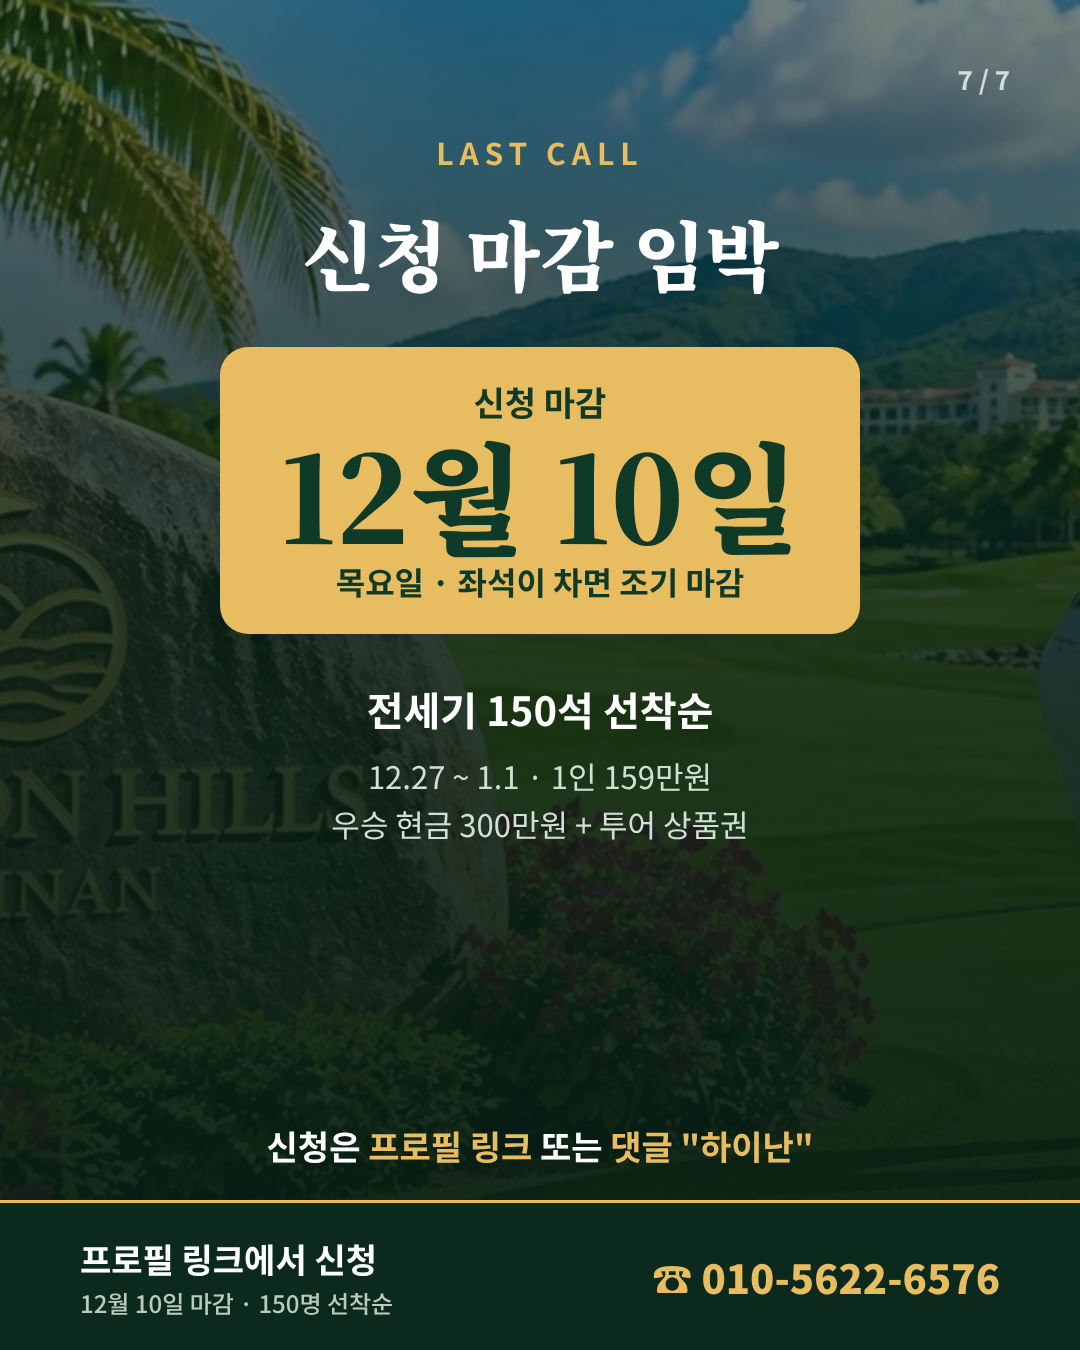 7 / 7
LAST CALL
신청 마감 임박
신청 마감
12월 10일
목요일 · 좌석이 차면 조기 마감
전세기 150석 선착순
12.27 ~ 1.1 · 1인 159만원
ON HILLS
우승 현금 300만원 + 투어 상품권
INAN
신청은 프로필 링크 또는 댓글 "하이난"
프로필 링크에서 신청
12월 10일 마감 · 150명 선착순
☎ 010-5622-6576